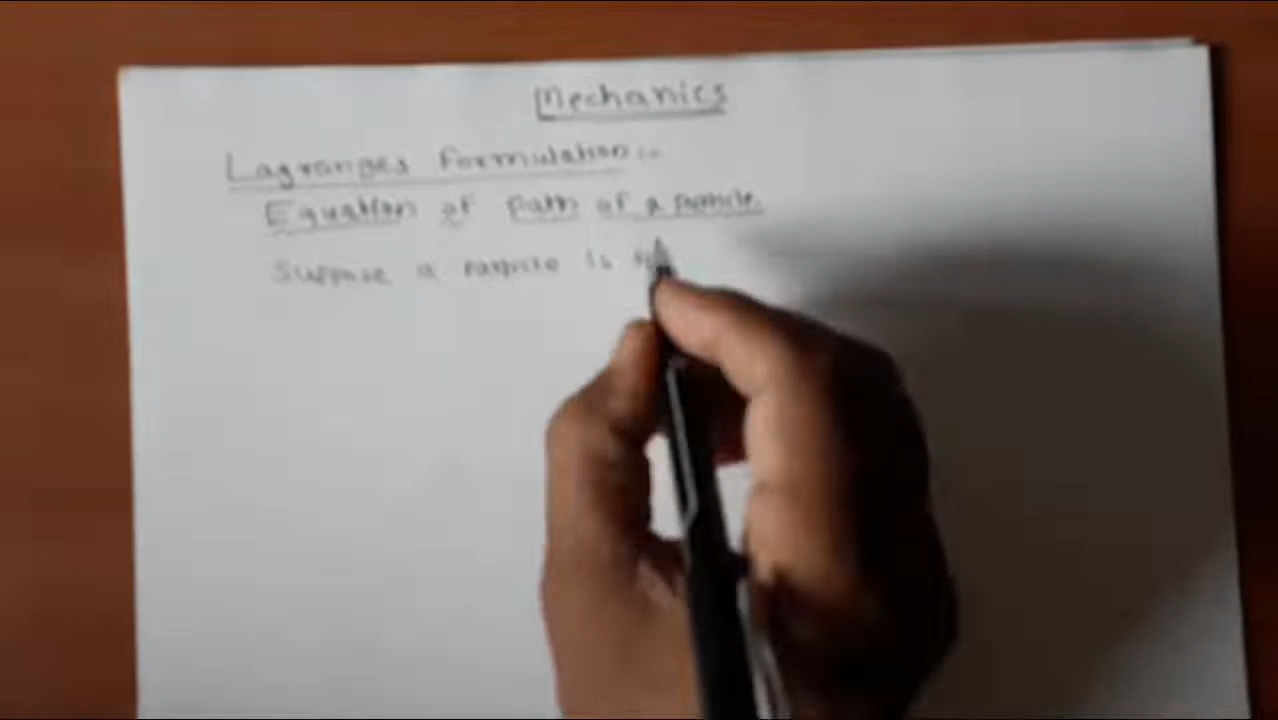 Mechanics
Lagranges Formulation :-
Equation of path of a particle.
Suppose a particle is